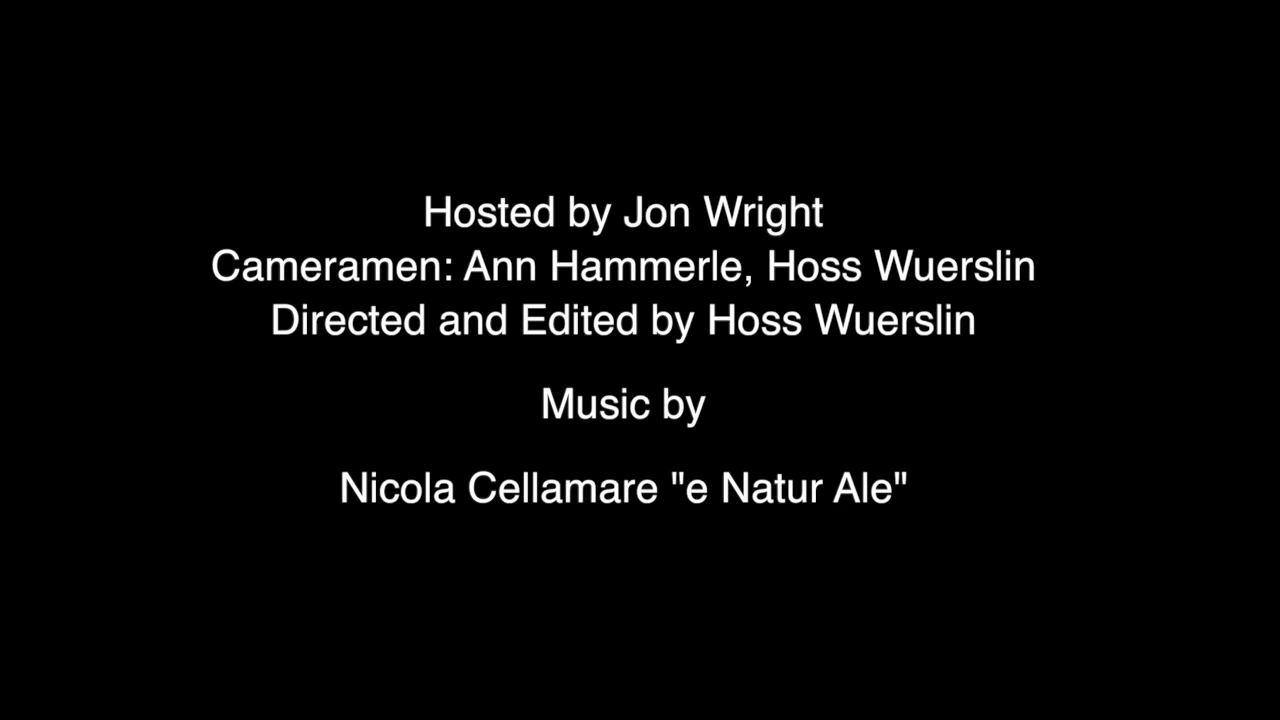 Hosted by Jon Wright
Cameramen: Ann Hammerle, Hoss Wuerslin
Directed and Edited by Hoss Wuerslin
Music by
Nicola Cellamare "e Natur Ale"